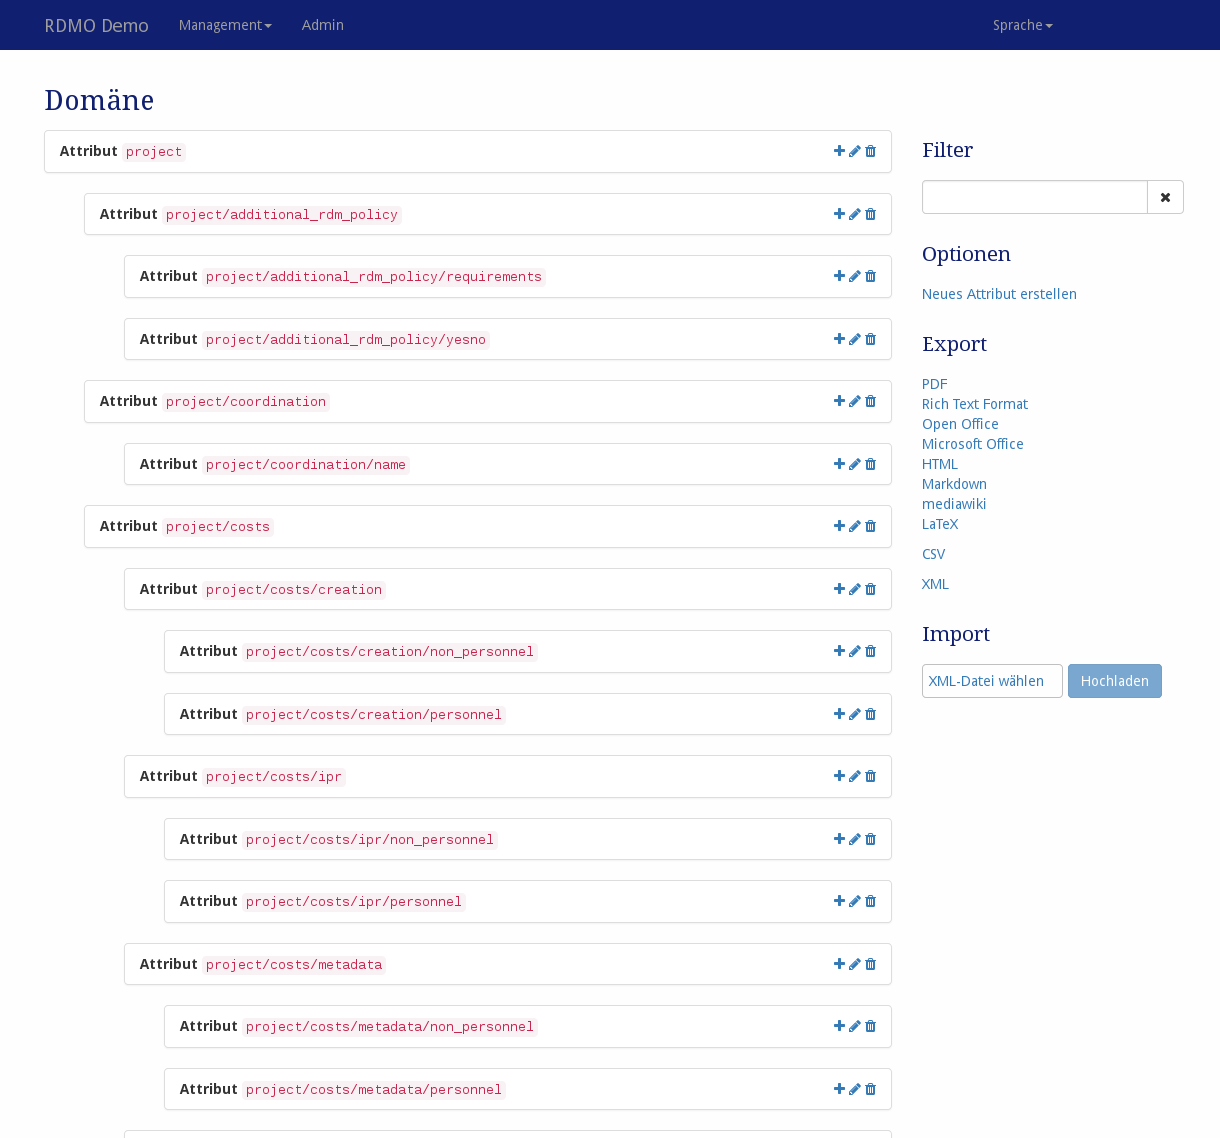 RDMO Demo Management Admin Sprache
Domäne
Attribut project
Attribut project/additional_rdm_policy
Attribut project/additional_rdm_policy/requirements
Attribut project/additional_rdm_policy/yesno
Attribut project/coordination
Attribut project/coordination/name
Attribut project/costs
Attribut project/costs/creation
Attribut project/costs/creation/non_personnel
Attribut project/costs/creation/personnel
Attribut project/costs/ipr
Attribut project/costs/ipr/non_personnel
Attribut project/costs/ipr/personnel
Attribut project/costs/metadata
Attribut project/costs/metadata/non_personnel
Attribut project/costs/metadata/personnel
Filter
Optionen
Neues Attribut erstellen
Export
PDF
Rich Text Format
Open Office
Microsoft Office
HTML
Markdown
mediawiki
LaTeX
CSV
XML
Import
XML-Datei wählen Hochladen